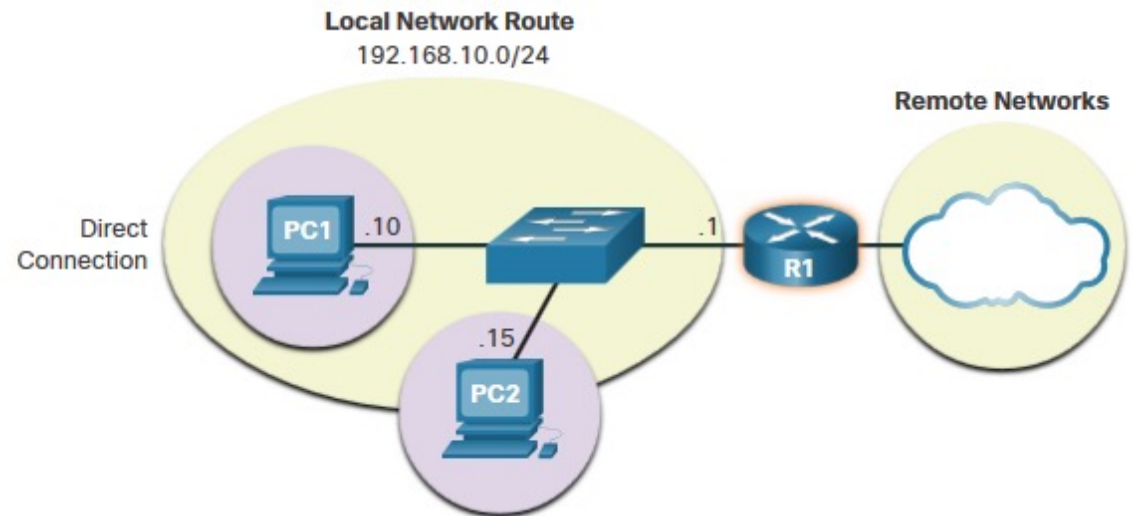 Local Network Route
192.168.10.0/24
Remote Networks
Direct
Connection
PC1
.10
.1
R1
.15
PC2